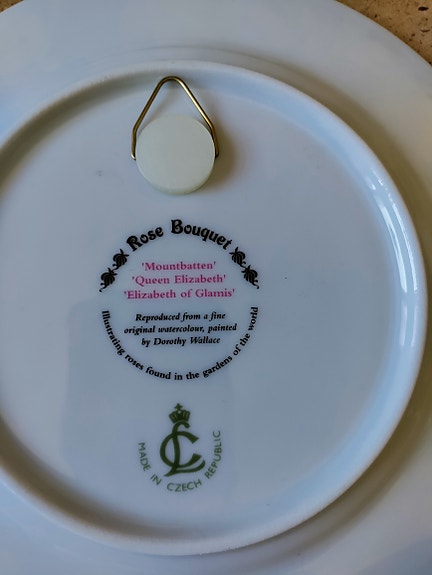 Rose Bouquet
'Mountbatten'
'Queen Elizabeth'
'Elizabeth of Glamis'
Reproduced from a fine
original watercolour, painted
by Dorothy Wallace
Illustrating roses found in the gardens of the world
CL
MADE IN CZECH REPUBLIC